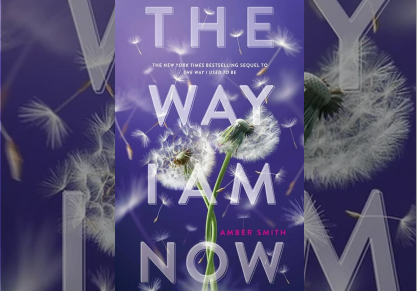 THE
THE NEW YORK TIMES BESTSELLING SEQUEL TO
THE WAY I USED TO BE
WAY
I AM
AMBER SMITH
NOW